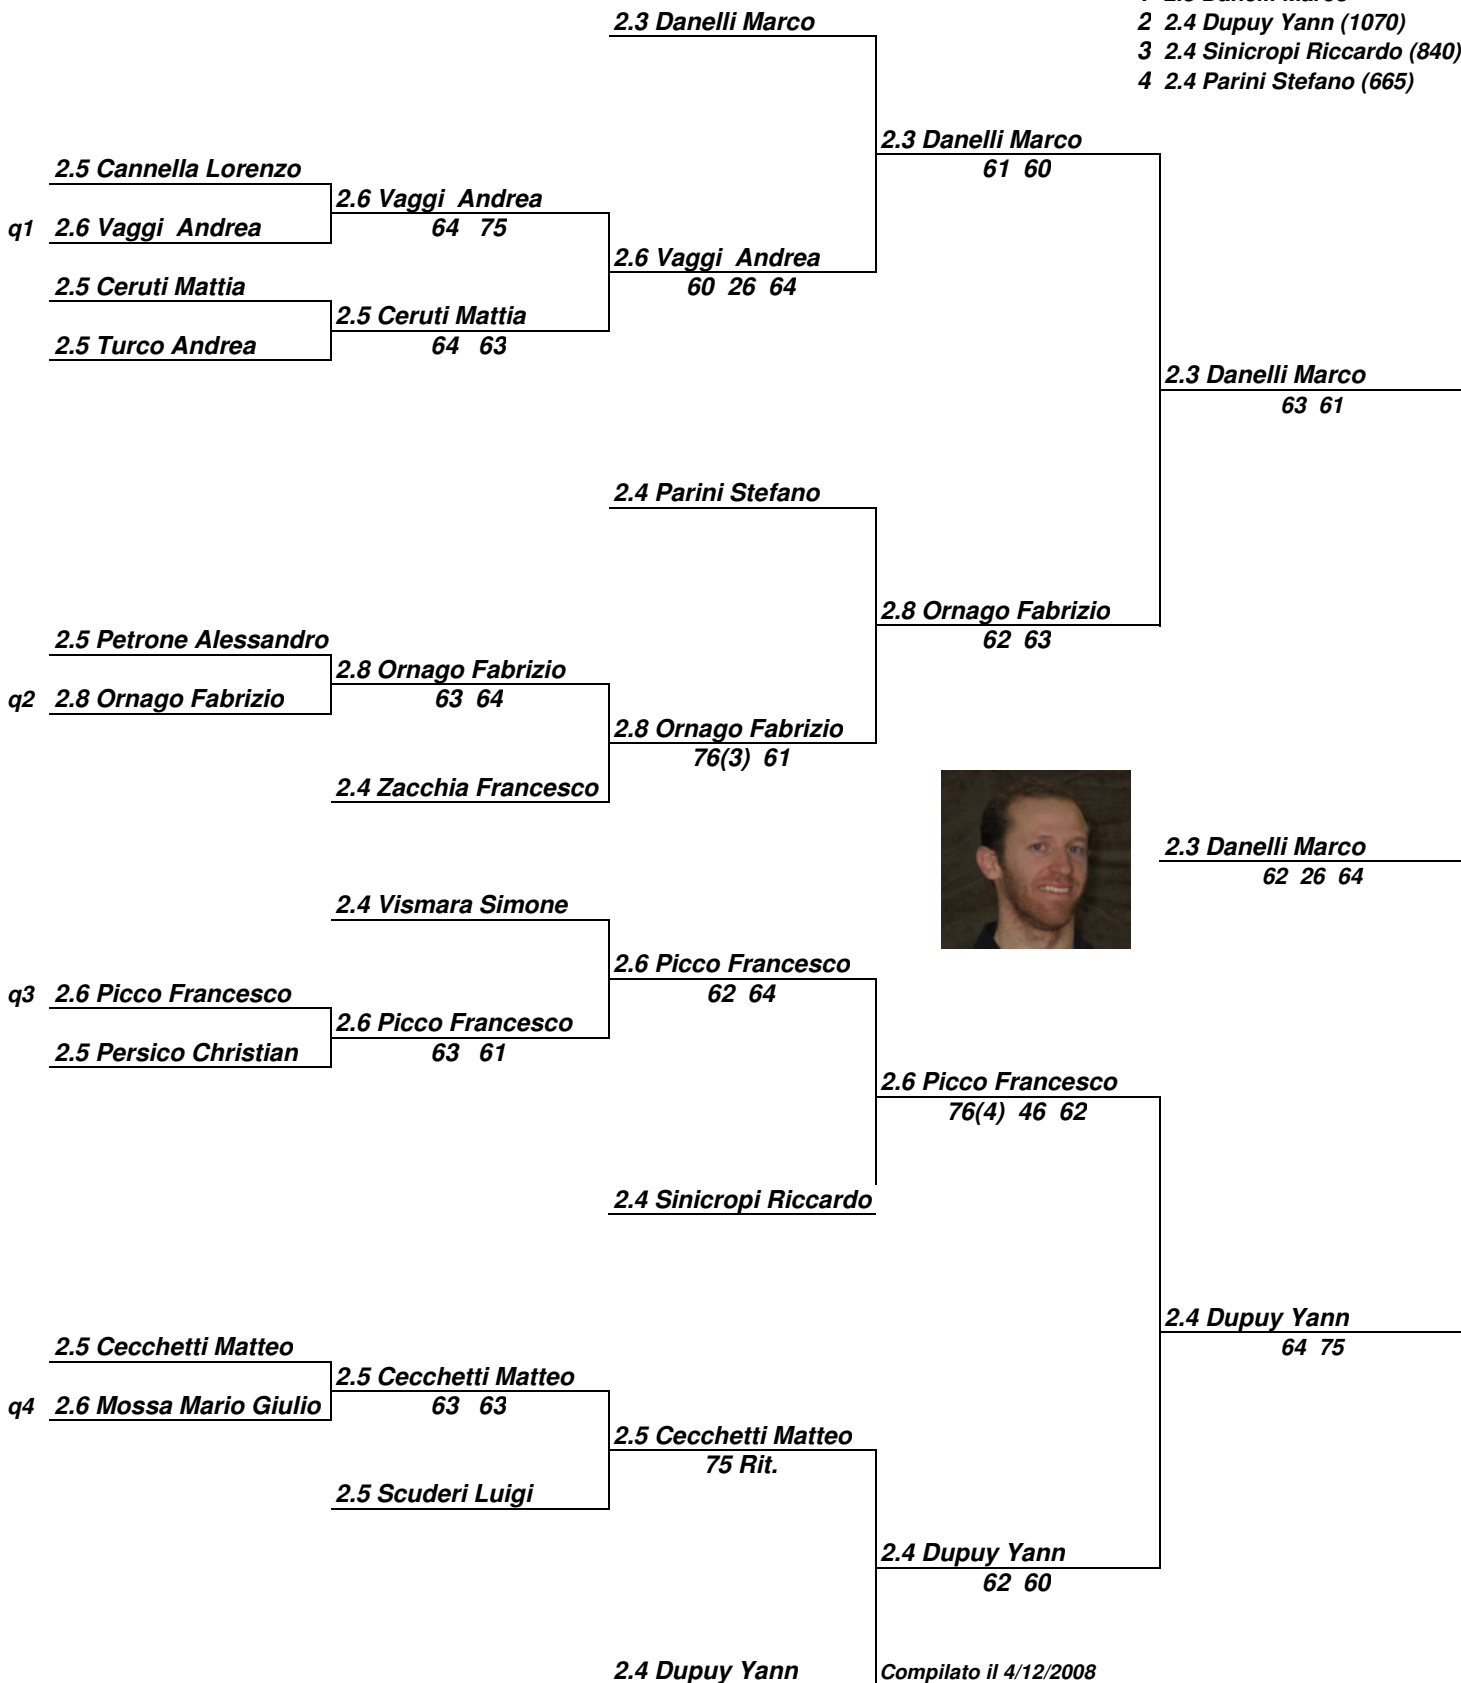 2.3 Danelli Marco
2 2.4 Dupuy Yann (1070)
3 2.4 Sinicropi Riccardo (840)
4 2.4 Parini Stefano (665)
2.3 Danelli Marco
61 60
2.5 Cannella Lorenzo
2.6 Vaggi Andrea
64 75
q1 2.6 Vaggi Andrea
2.6 Vaggi Andrea
60 26 64
2.5 Ceruti Mattia
2.5 Ceruti Mattia
64 63
2.5 Turco Andrea
2.3 Danelli Marco
63 61
2.4 Parini Stefano
2.8 Ornago Fabrizio
62 63
2.5 Petrone Alessandro
2.8 Ornago Fabrizio
63 64
q2 2.8 Ornago Fabrizio
2.8 Ornago Fabrizio
76(3) 61
2.4 Zacchia Francesco
2.3 Danelli Marco
62 26 64
2.4 Vismara Simone
2.6 Picco Francesco
62 64
q3 2.6 Picco Francesco
2.6 Picco Francesco
63 61
2.5 Persico Christian
2.6 Picco Francesco
76(4) 46 62
2.4 Sinicropi Riccardo
2.4 Dupuy Yann
64 75
2.5 Cecchetti Matteo
2.5 Cecchetti Matteo
63 63
q4 2.6 Mossa Mario Giulio
2.5 Cecchetti Matteo
75 Rit.
2.5 Scuderi Luigi
2.4 Dupuy Yann
62 60
2.4 Dupuy Yann
Compilato il 4/12/2008